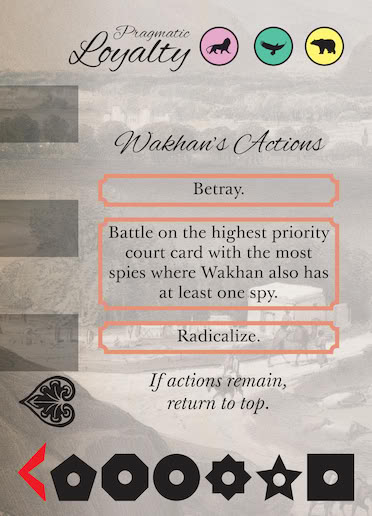 Pragmatic
Loyalty
Wakhan's Actions
Betray.
Battle on the highest priority
court card with the most
spies where Wakhan also has
at least one spy.
Radicalize.
If actions remain,
return to top.